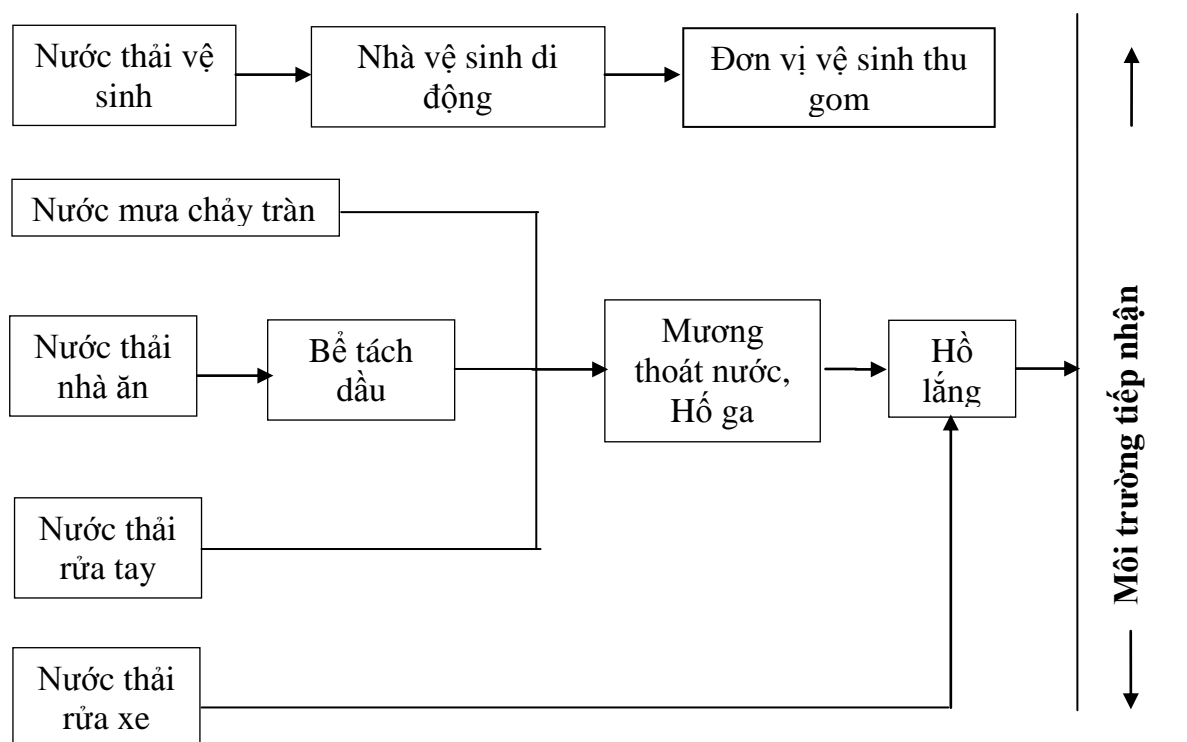 Nước thải vệ
sinh
Nhà vệ sinh di
động
Đơn vị vệ sinh thu
gom
Nước mưa chảy tràn
Nước thải
nhà ăn
Bể tách
dầu
Mương
thoát nước,
Hố ga
Hồ
lắng
Môi trường tiếp nhận
Nước thải
rửa tay
Nước thải
rửa xe